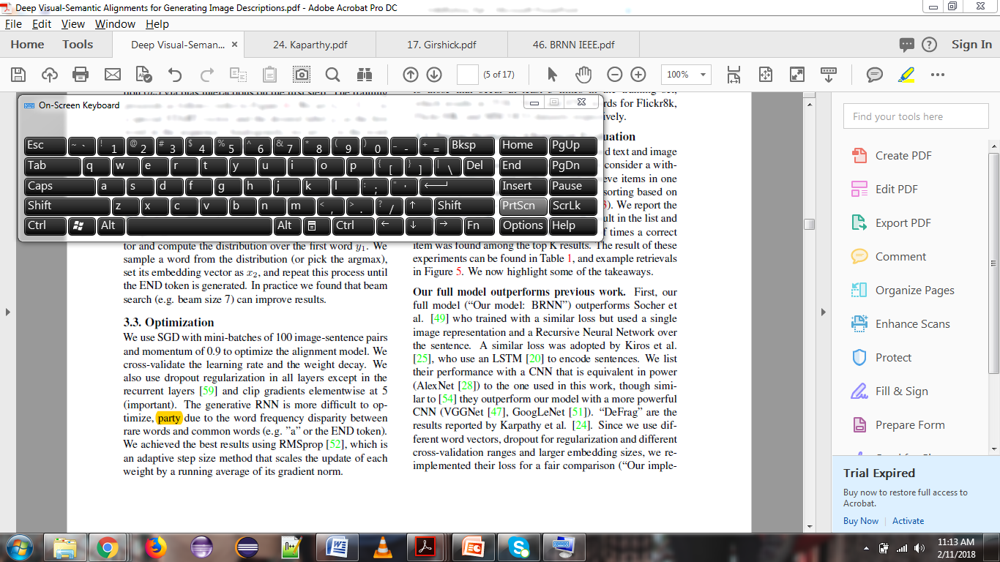 Deep Visual-Semantic Alignments for Generating Image Descriptions.pdf - Adobe Acrobat Pro DC
File Edit View Window Help
Home Tools Deep Visual-Seman... × 24. Kaparthy.pdf 17. Girshick.pdf 46. BRNN IEEE.pdf Sign In
(5 of 17) 100%
On-Screen Keyboard
Esc ~ ` ! 1 @ 2 # 3 $ 4 % 5 ^ 6 & 7 * 8 ( 9 ) 0 _ - + = Bksp Home PgUp
Tab q w e r t y u i o p { [ } ] | \ Del End PgDn
Caps a s d f g h j k l : ; " ' Insert Pause
Shift z x c v b n m < , > . ? / ↑ Shift PrtScn ScrLk
Ctrl Alt Alt Ctrl ← ↓ → Fn Options Help
tor and compute the distribution over the first word y1. We
sample a word from the distribution (or pick the argmax),
set its embedding vector as x2, and repeat this process until
the END token is generated. In practice we found that beam
search (e.g. beam size 7) can improve results.
3.3. Optimization
We use SGD with mini-batches of 100 image-sentence pairs
and momentum of 0.9 to optimize the alignment model. We
cross-validate the learning rate and the weight decay. We
also use dropout regularization in all layers except in the
recurrent layers [59] and clip gradients elementwise at 5
(important). The generative RNN is more difficult to op-
timize, party due to the word frequency disparity between
rare words and common words (e.g. ”a” or the END token).
We achieved the best results using RMSprop [52], which is
an adaptive step size method that scales the update of each
weight by a running average of its gradient norm.
rds for Flickr8k,
ively.
uation
d text and image
consider a with-
eve items in one
sorting based on
3). We report the
ult in the list and
f times a correct
item was found among the top K results. The result of these
experiments can be found in Table 1, and example retrievals
in Figure 5. We now highlight some of the takeaways.
Our full model outperforms previous work. First, our
full model (“Our model: BRNN”) outperforms Socher et
al. [49] who trained with a similar loss but used a single
image representation and a Recursive Neural Network over
the sentence. A similar loss was adopted by Kiros et al.
[25], who use an LSTM [20] to encode sentences. We list
their performance with a CNN that is equivalent in power
(AlexNet [28]) to the one used in this work, though simi-
lar to [54] they outperform our model with a more powerful
CNN (VGGNet [47], GoogLeNet [51]). “DeFrag” are the
results reported by Karpathy et al. [24]. Since we use dif-
ferent word vectors, dropout for regularization and different
cross-validation ranges and larger embedding sizes, we re-
implemented their loss for a fair comparison (“Our imple-
Find your tools here
Create PDF
Edit PDF
Export PDF
Comment
Organize Pages
Enhance Scans
Protect
Fill & Sign
Prepare Form
Trial Expired
Buy now to restore full access to
Acrobat.
Buy Now | Activate
11:13 AM
2/11/2018